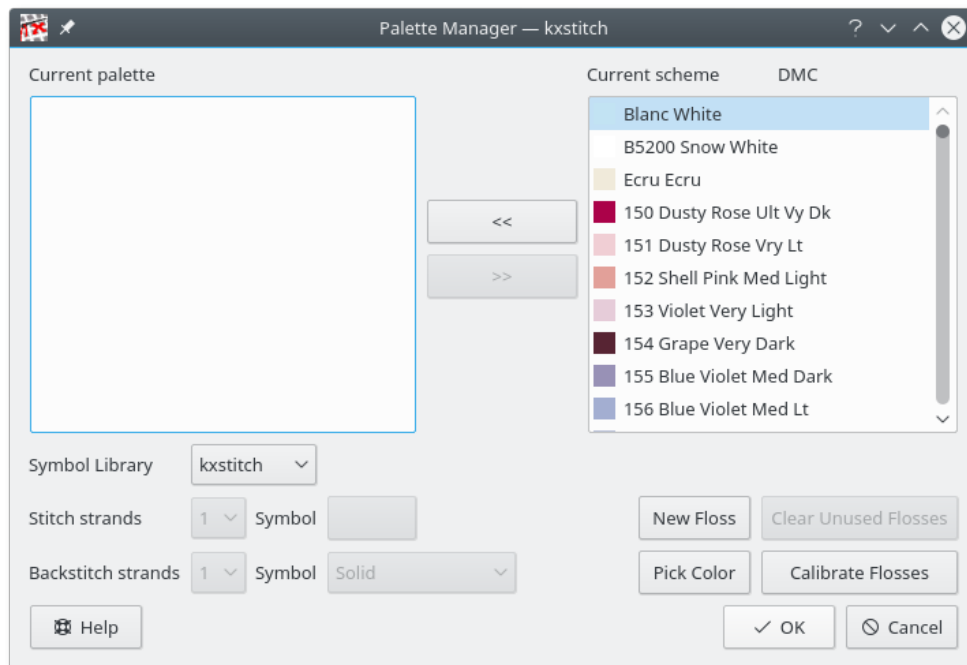 Palette Manager — kxstitch
Current palette
Current scheme DMC
Blanc White
B5200 Snow White
Ecru Ecru
150 Dusty Rose Ult Vy Dk
151 Dusty Rose Vry Lt
152 Shell Pink Med Light
153 Violet Very Light
154 Grape Very Dark
155 Blue Violet Med Dark
156 Blue Violet Med Lt
<<
>>
Symbol Library kxstitch
Stitch strands 1 Symbol
New Floss Clear Unused Flosses
Backstitch strands 1 Symbol Solid
Pick Color Calibrate Flosses
Help OK Cancel